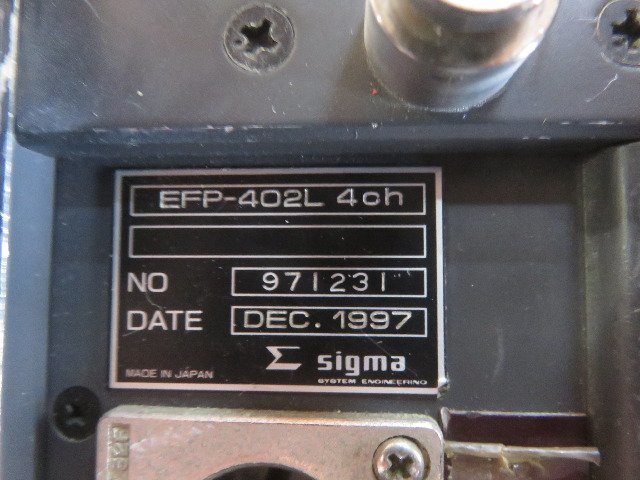 EFP-402L 4ch
NO 971231
DATE DEC. 1997
Σ sigma
SYSTEM ENGINEERING
MADE IN JAPAN